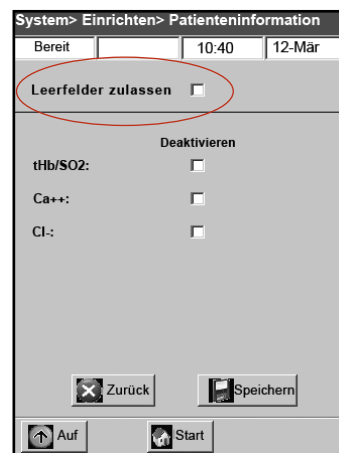 System> Einrichten> Patienteninformation
Bereit 10:40 12-Mär
Leerfelder zulassen
Deaktivieren
tHb/SO2:
Ca++:
Cl-:
Zurück Speichern
Auf Start